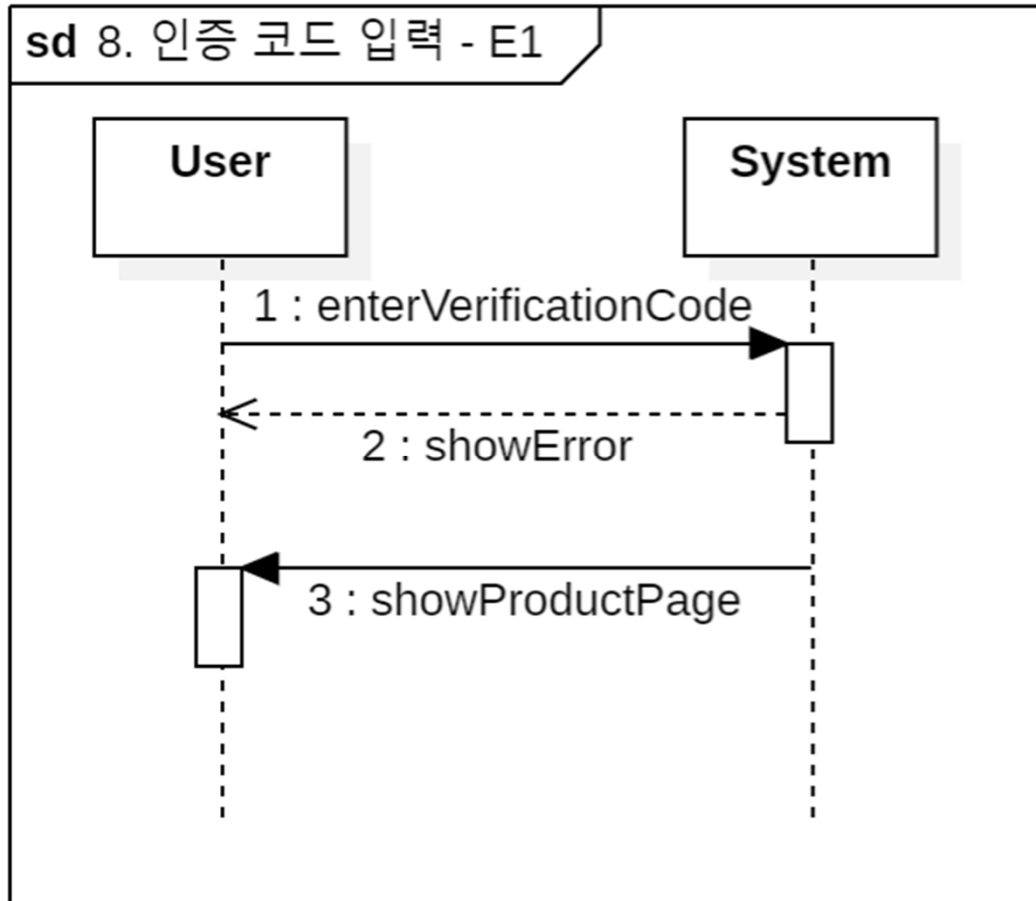 sd 8. 인증 코드 입력 - E1
User
System
1 : enterVerificationCode
2 : showError
3 : showProductPage